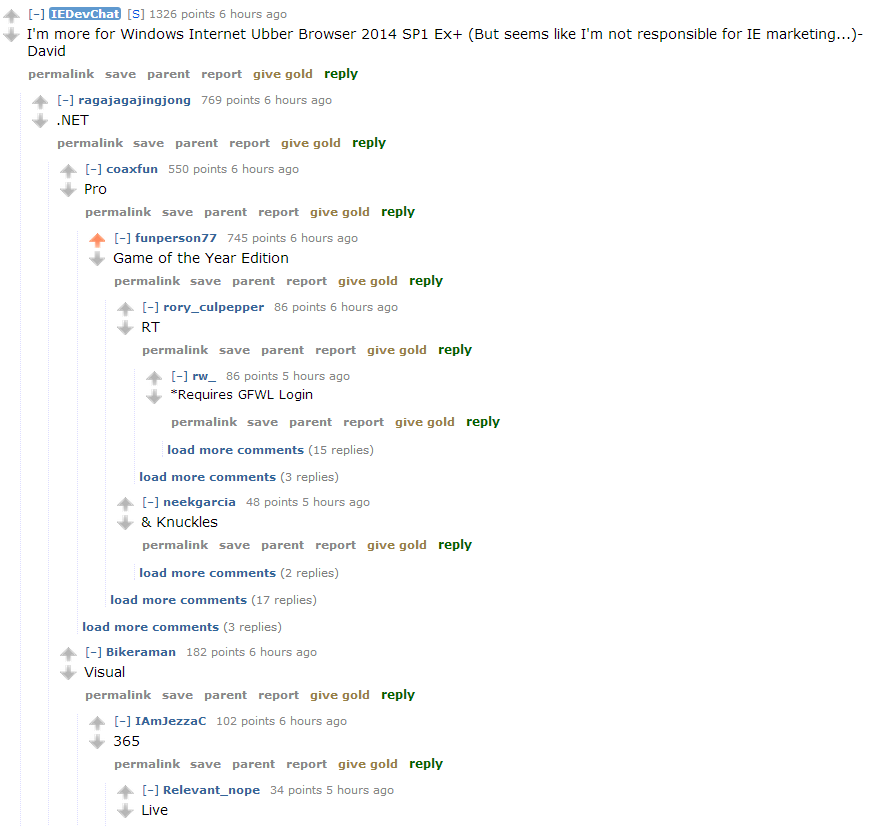 [–] IEDevChat [S] 1326 points 6 hours ago
I'm more for Windows Internet Ubber Browser 2014 SP1 Ex+ (But seems like I'm not responsible for IE marketing...)-
David
permalink save parent report give gold reply
[–] ragajagajingjong 769 points 6 hours ago
.NET
permalink save parent report give gold reply
[–] coaxfun 550 points 6 hours ago
Pro
permalink save parent report give gold reply
[–] funperson77 745 points 6 hours ago
Game of the Year Edition
permalink save parent report give gold reply
[–] rory_culpepper 86 points 6 hours ago
RT
permalink save parent report give gold reply
[–] rw_ 86 points 5 hours ago
*Requires GFWL Login
permalink save parent report give gold reply
load more comments (15 replies)
load more comments (3 replies)
[–] neekgarcia 48 points 5 hours ago
& Knuckles
permalink save parent report give gold reply
load more comments (2 replies)
load more comments (17 replies)
load more comments (3 replies)
[–] Bikeraman 182 points 6 hours ago
Visual
permalink save parent report give gold reply
[–] IAmJezzaC 102 points 6 hours ago
365
permalink save parent report give gold reply
[–] Relevant_nope 34 points 5 hours ago
Live